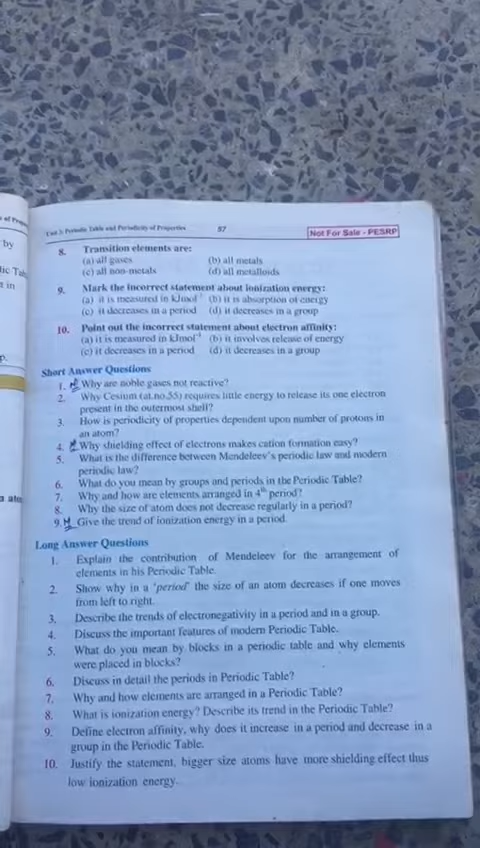 Unit 3: Periodic Table and Periodicity of Properties 57 Not For Sale - PESRP
8. Transition elements are:
(a) all gases (b) all metals
(c) all non-metals (d) all metalloids
9. Mark the incorrect statement about ionization energy:
(a) it is measured in kJmol⁻¹ (b) it is absorption of energy
(c) it decreases in a period (d) it decreases in a group
10. Point out the incorrect statement about electron affinity:
(a) it is measured in kJmol⁻¹ (b) it involves release of energy
(c) it decreases in a period (d) it decreases in a group
Short Answer Questions
1. Why are noble gases not reactive?
2. Why Cesium (at.no.55) requires little energy to release its one electron
present in the outermost shell?
3. How is periodicity of properties dependent upon number of protons in
an atom?
4. Why shielding effect of electrons makes cation formation easy?
5. What is the difference between Mendeleev's periodic law and modern
periodic law?
6. What do you mean by groups and periods in the Periodic Table?
7. Why and how are elements arranged in 4th period?
8. Why the size of atom does not decrease regularly in a period?
9. Give the trend of ionization energy in a period.
Long Answer Questions
1. Explain the contribution of Mendeleev for the arrangement of
elements in his Periodic Table.
2. Show why in a 'period' the size of an atom decreases if one moves
from left to right.
3. Describe the trends of electronegativity in a period and in a group.
4. Discuss the important features of modern Periodic Table.
5. What do you mean by blocks in a periodic table and why elements
were placed in blocks?
6. Discuss in detail the periods in Periodic Table?
7. Why and how elements are arranged in a Periodic Table?
8. What is ionization energy? Describe its trend in the Periodic Table?
9. Define electron affinity, why does it increase in a period and decrease in a
group in the Periodic Table.
10. Justify the statement, bigger size atoms have more shielding effect thus
low ionization energy.
by
in